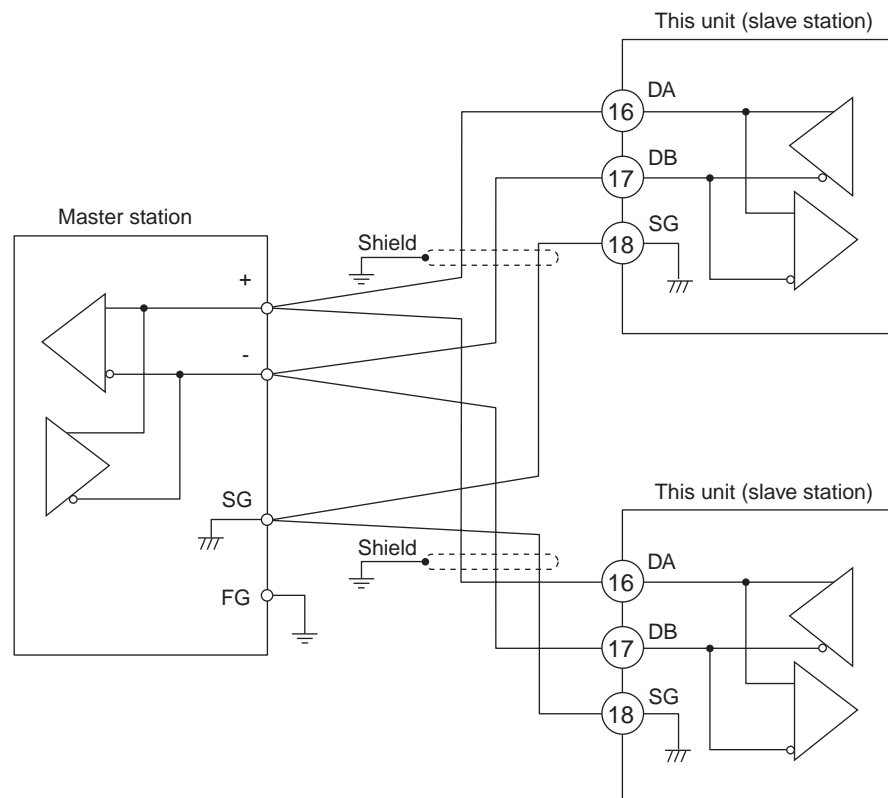 This unit (slave station)
DA
16
DB
17
SG
18
Master station
Shield
+
-
SG
FG
This unit (slave station)
Shield
DA
16
DB
17
SG
18